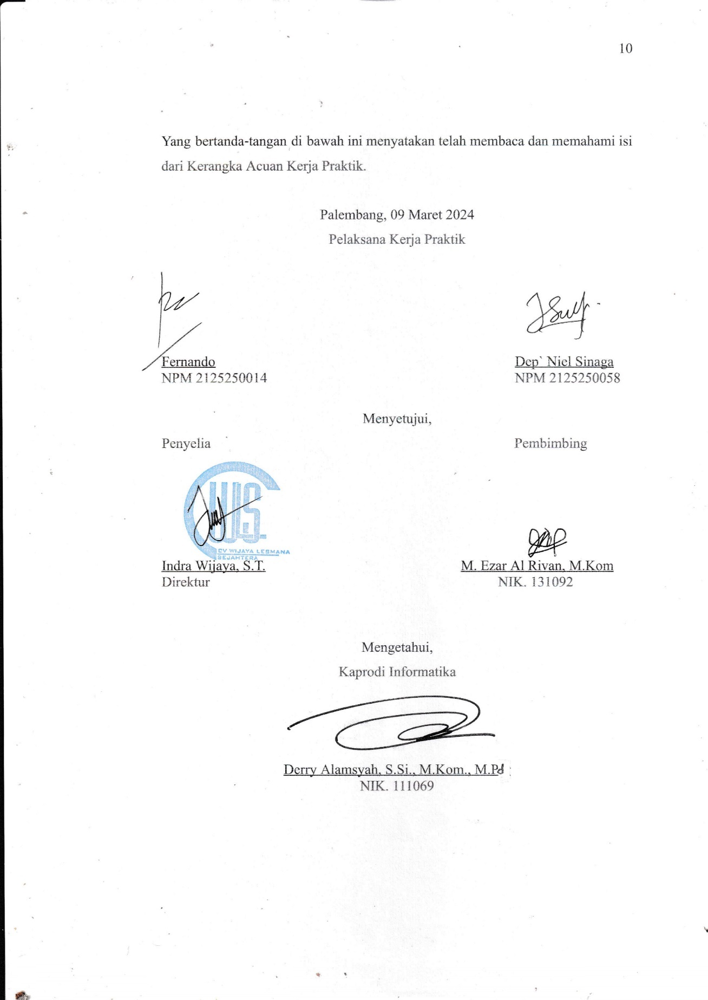 10
Yang bertanda-tangan di bawah ini menyatakan telah membaca dan memahami isi
dari Kerangka Acuan Kerja Praktik.
Palembang, 09 Maret 2024
Pelaksana Kerja Praktik
Fernando
NPM 2125250014
Dep` Niel Sinaga
NPM 2125250058
Menyetujui,
Penyelia
Pembimbing
WLS
CV WIJAYA LESMANA
SEJAHTERA
Indra Wijaya, S.T.
Direktur
M. Ezar Al Rivan, M.Kom
NIK. 131092
Mengetahui,
Kaprodi Informatika
Derry Alamsyah, S.Si., M.Kom., M.Pd
NIK. 111069